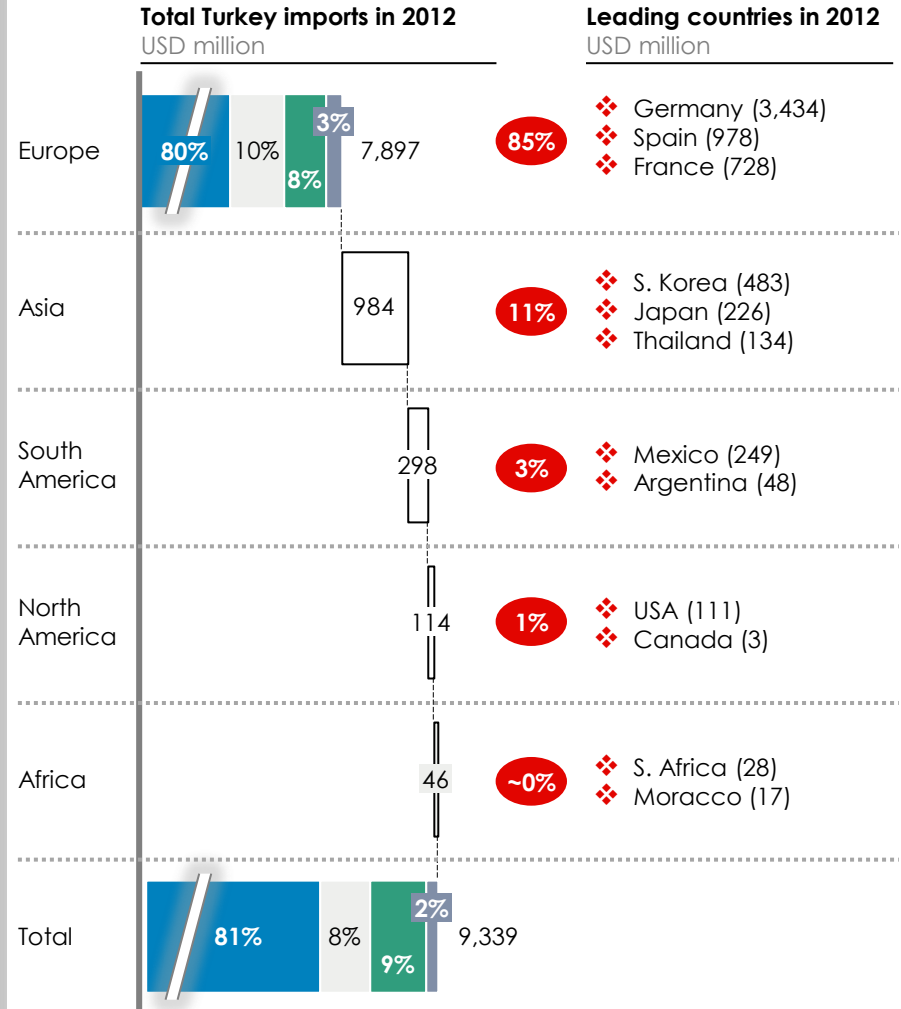 Total Turkey imports in 2012
USD million
Leading countries in 2012
USD million
Europe
80%
10%
8%
3%
7,897
85%
Germany (3,434)
Spain (978)
France (728)
Asia
984
11%
S. Korea (483)
Japan (226)
Thailand (134)
South
America
298
3%
Mexico (249)
Argentina (48)
North
America
114
1%
USA (111)
Canada (3)
Africa
46
~0%
S. Africa (28)
Moracco (17)
Total
81%
8%
9%
2%
9,339